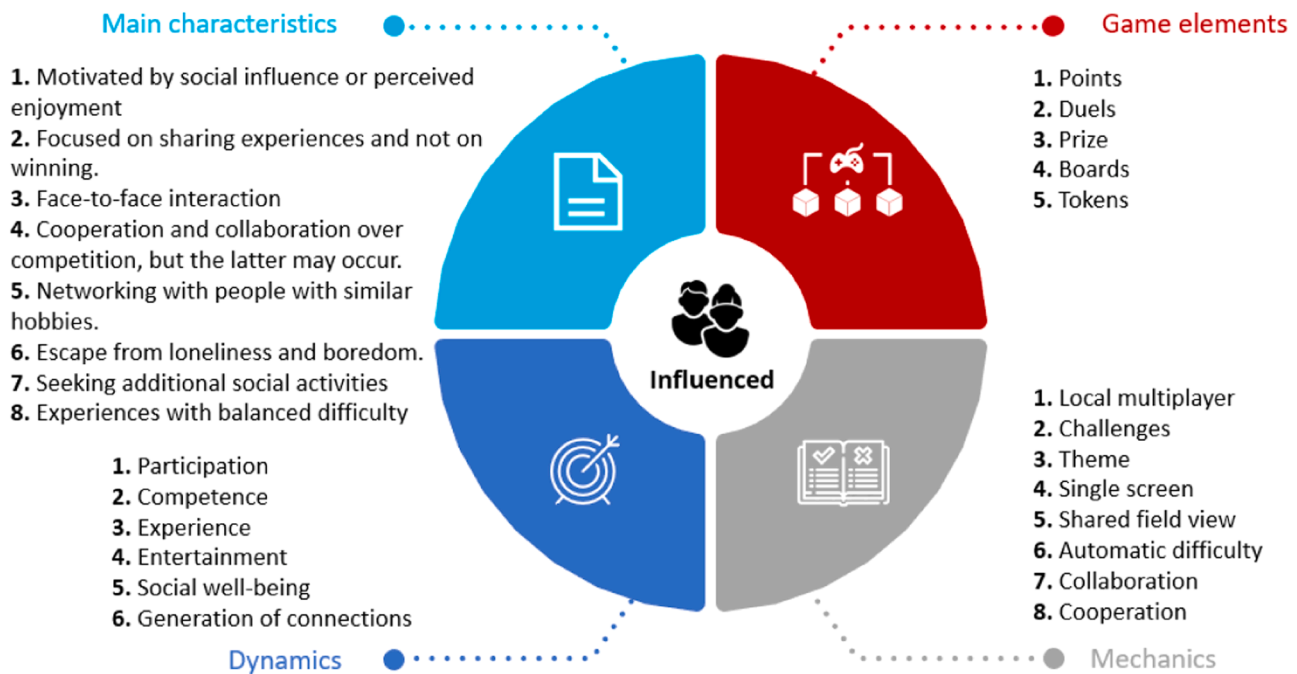 Main characteristics
1. Motivated by social influence or perceived
enjoyment
2. Focused on sharing experiences and not on
winning.
3. Face-to-face interaction
4. Cooperation and collaboration over
competition, but the latter may occur.
5. Networking with people with similar
hobbies.
6. Escape from loneliness and boredom.
7. Seeking additional social activities
8. Experiences with balanced difficulty
Game elements
1. Points
2. Duels
3. Prize
4. Boards
5. Tokens
Influenced
1. Participation
2. Competence
3. Experience
4. Entertainment
5. Social well-being
6. Generation of connections
Dynamics
1. Local multiplayer
2. Challenges
3. Theme
4. Single screen
5. Shared field view
6. Automatic difficulty
7. Collaboration
8. Cooperation
Mechanics